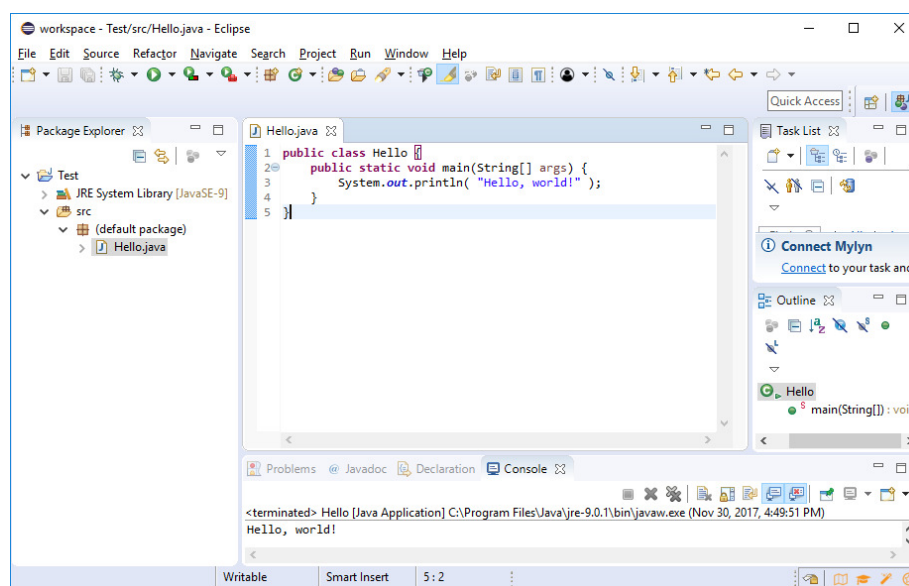 workspace - Test/src/Hello.java - Eclipse
File Edit Source Refactor Navigate Search Project Run Window Help
Quick Access
Package Explorer
Test
JRE System Library [JavaSE-9]
src
(default package)
Hello.java
Hello.java
1 public class Hello {
2 public static void main(String[] args) {
3 System.out.println( "Hello, world!" );
4 }
5 }
Task List
Connect Mylyn
Connect to your task and
Outline
Hello
main(String[]) : voi
Problems @ Javadoc Declaration Console
<terminated> Hello [Java Application] C:\Program Files\Java\jre-9.0.1\bin\javaw.exe (Nov 30, 2017, 4:49:51 PM)
Hello, world!
Writable Smart Insert 5 : 2